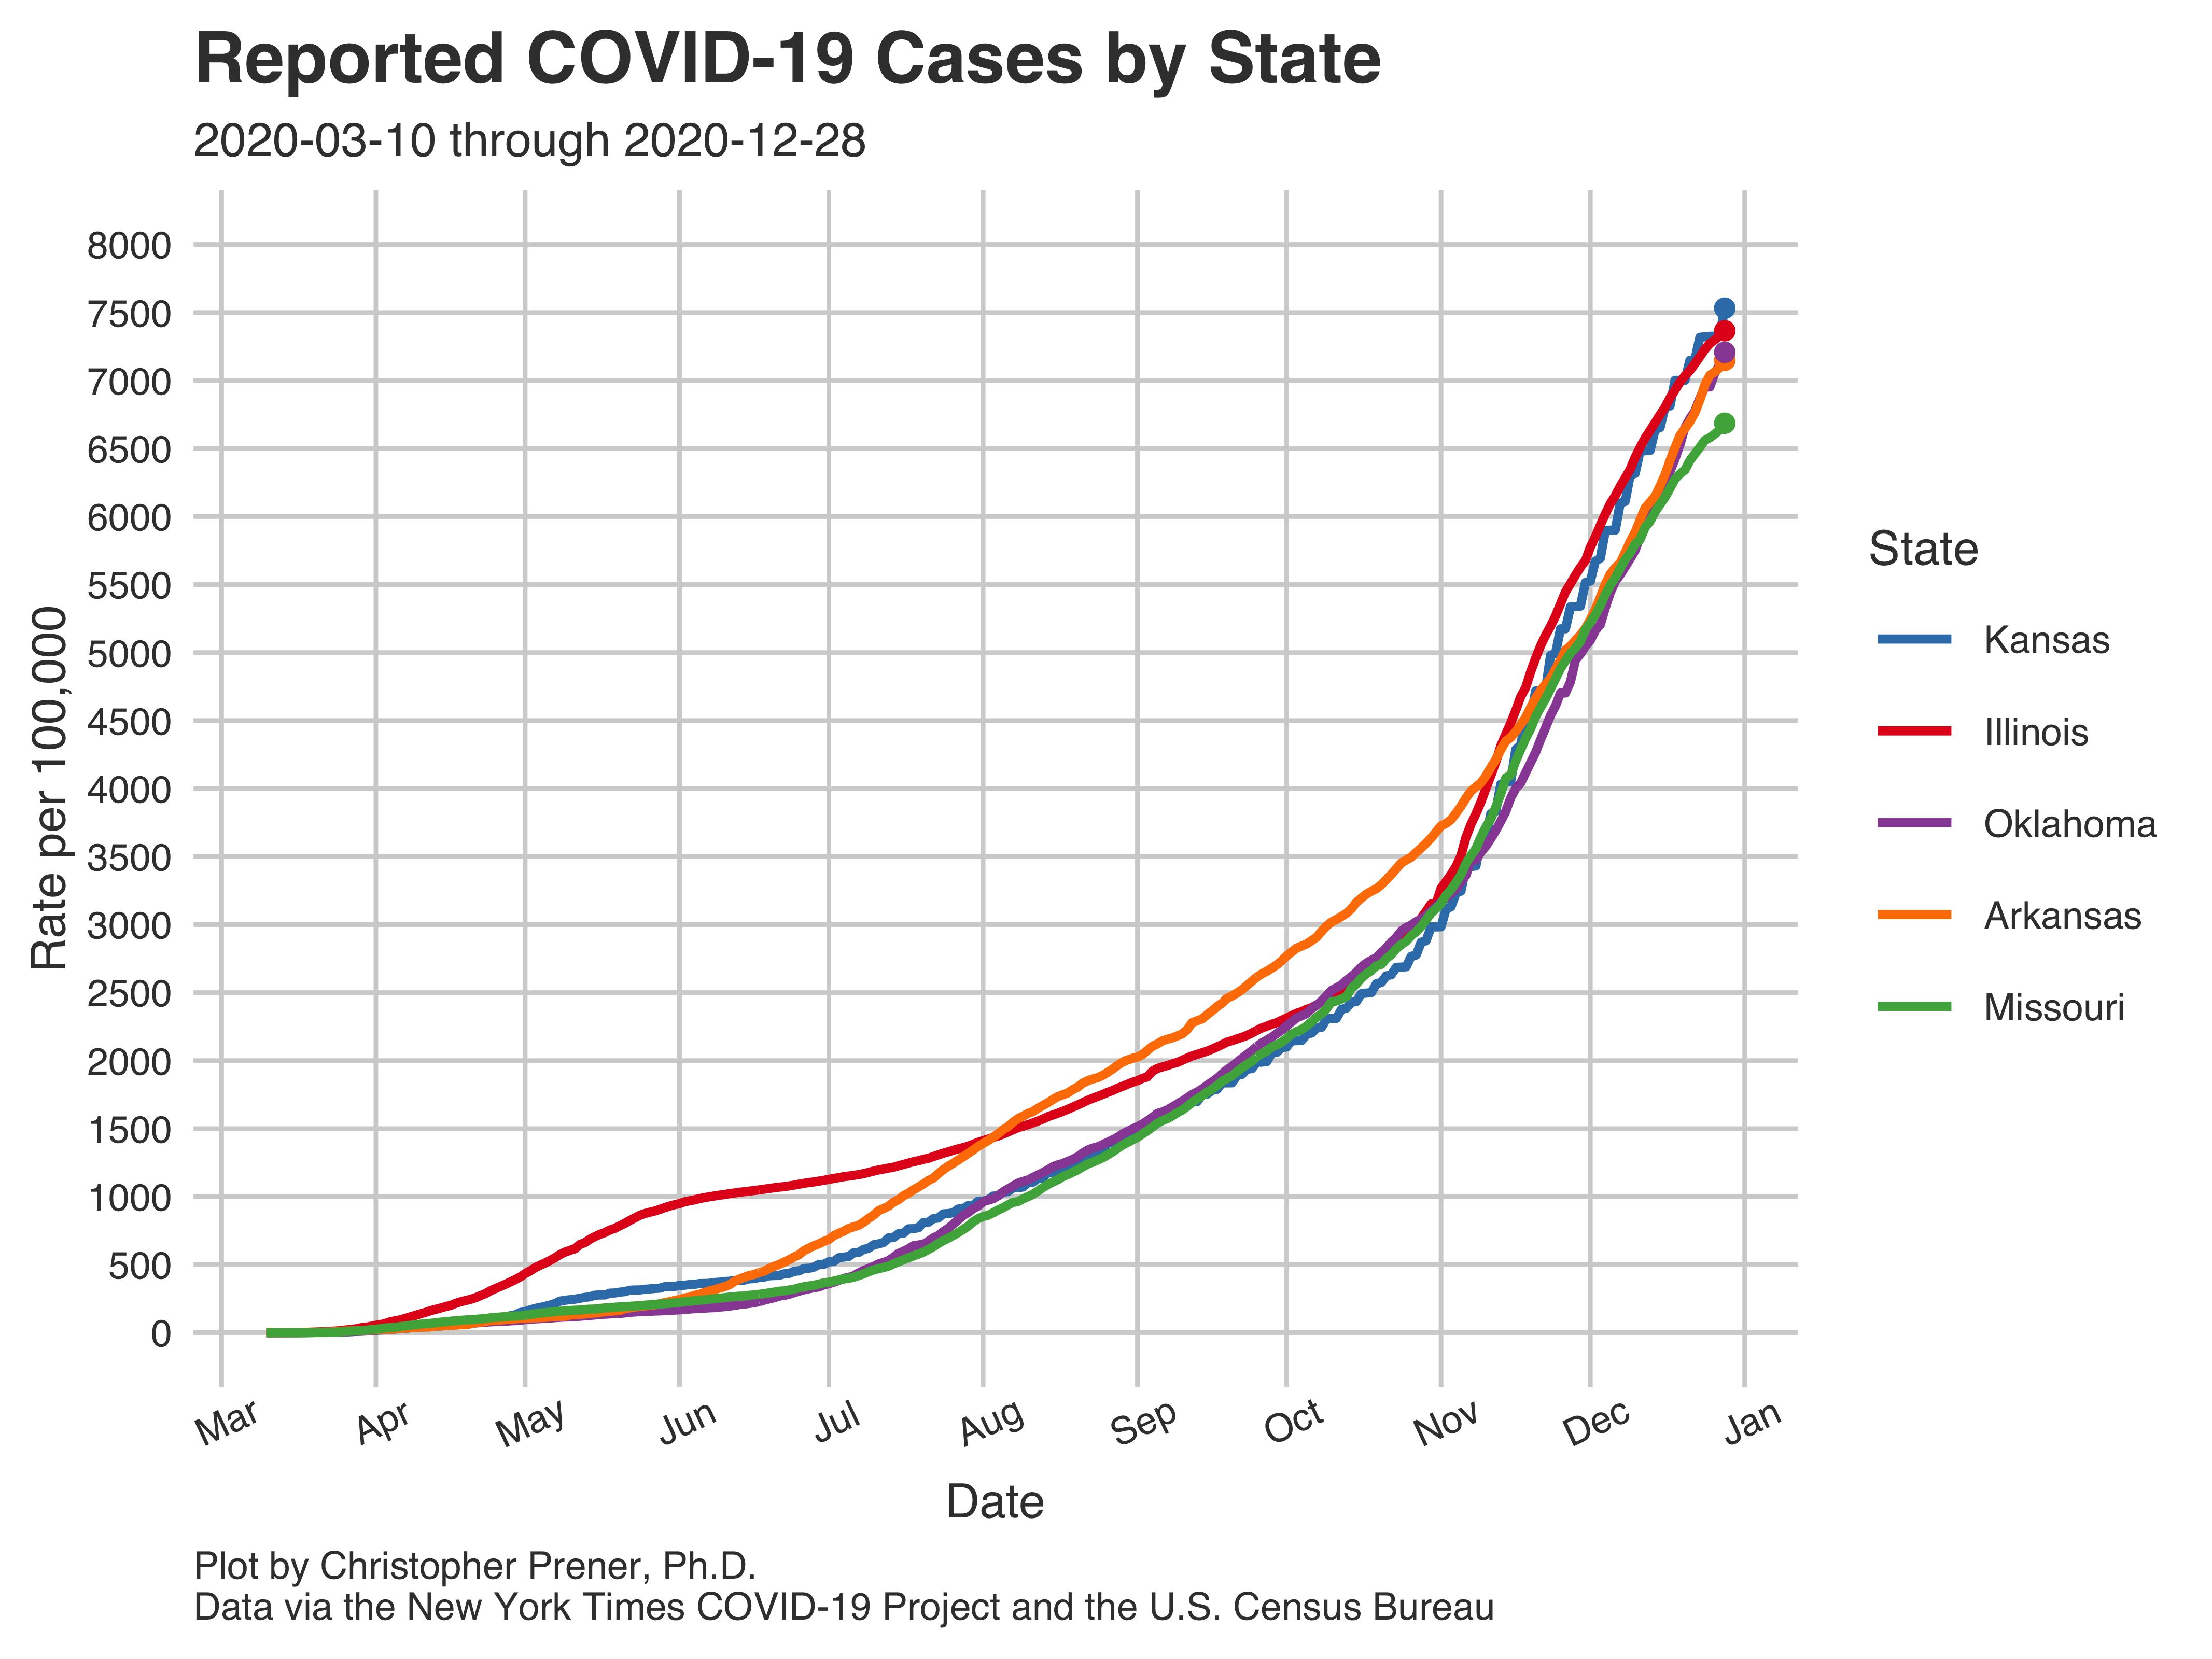 Reported COVID-19 Cases by State
2020-03-10 through 2020-12-28
8000
7500
7000
6500
6000
5500
5000
4500
4000
3500
3000
2500
2000
1500
1000
500
0
Rate per 100,000
Mar
Apr
May
Jun
Jul
Aug
Sep
Oct
Nov
Dec
Jan
Date
State
Kansas
Illinois
Oklahoma
Arkansas
Missouri
Plot by Christopher Prener, Ph.D.
Data via the New York Times COVID-19 Project and the U.S. Census Bureau